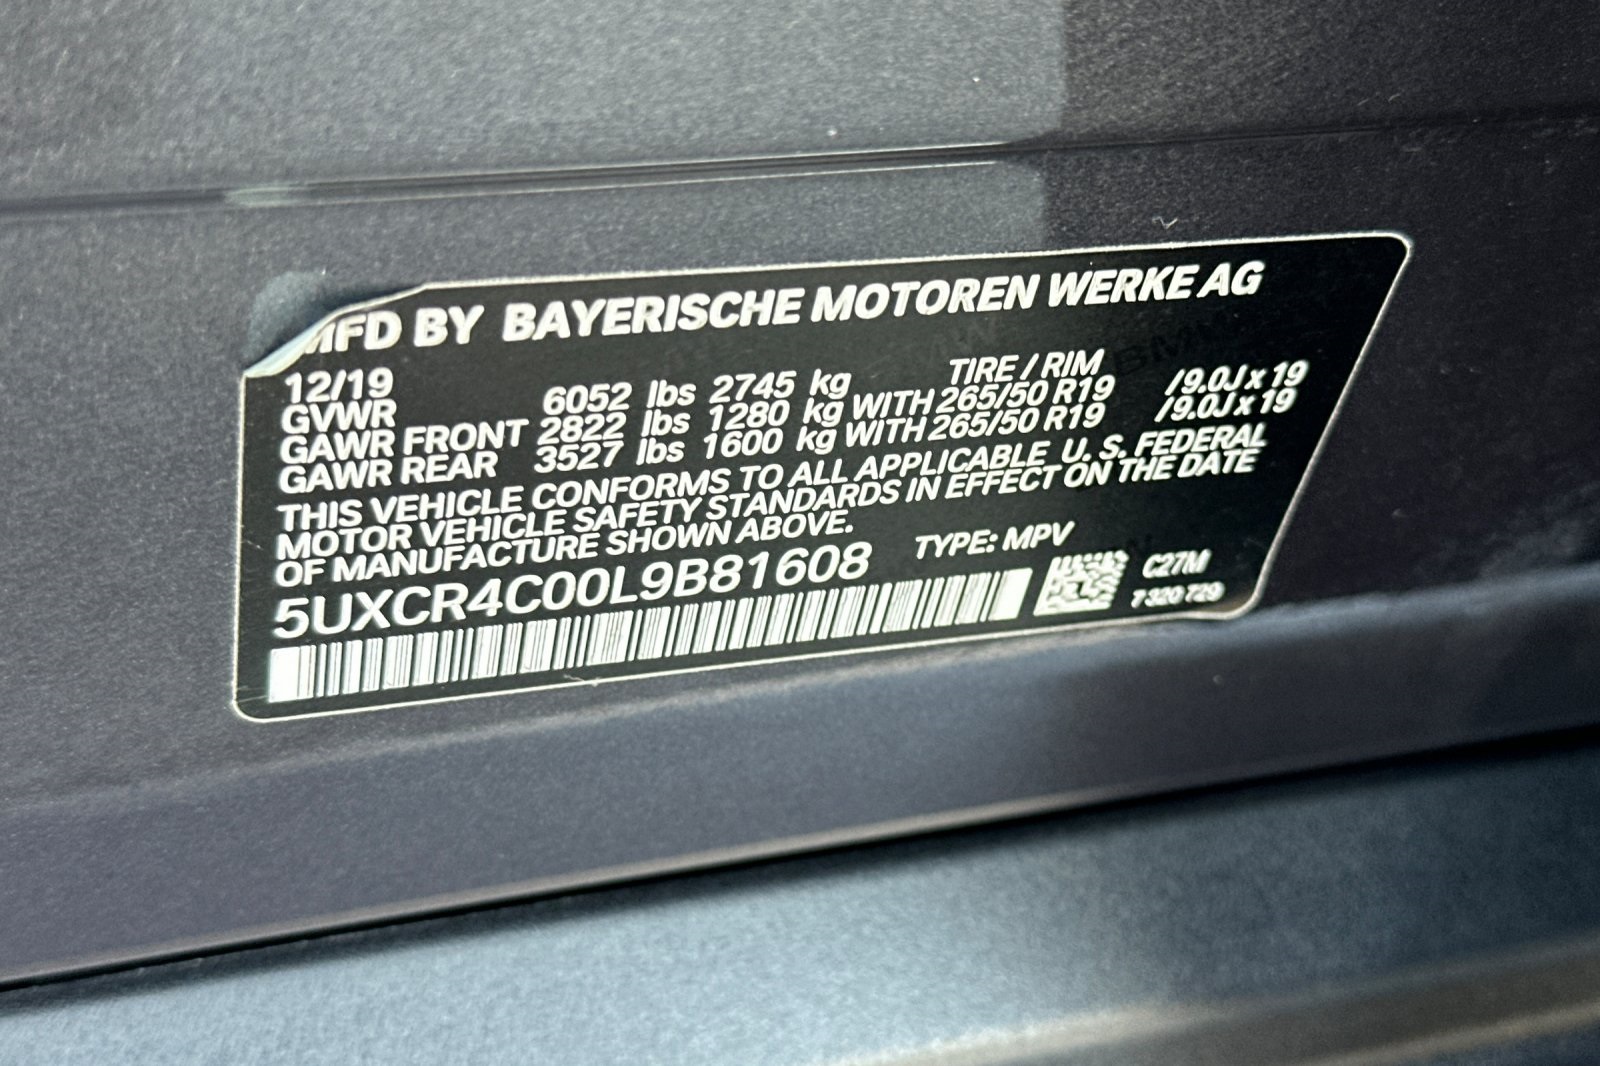 MFD BY BAYERISCHE MOTOREN WERKE AG
12/19 TIRE / RIM
GVWR 6052 lbs 2745 kg
GAWR FRONT 2822 lbs 1280 kg WITH 265/50 R19 /9.0J x 19
GAWR REAR 3527 lbs 1600 kg WITH 265/50 R19 /9.0J x 19
THIS VEHICLE CONFORMS TO ALL APPLICABLE U. S. FEDERAL
MOTOR VEHICLE SAFETY STANDARDS IN EFFECT ON THE DATE
OF MANUFACTURE SHOWN ABOVE.
5UXCR4C00L9B81608 TYPE: MPV
C27M
7 320 729